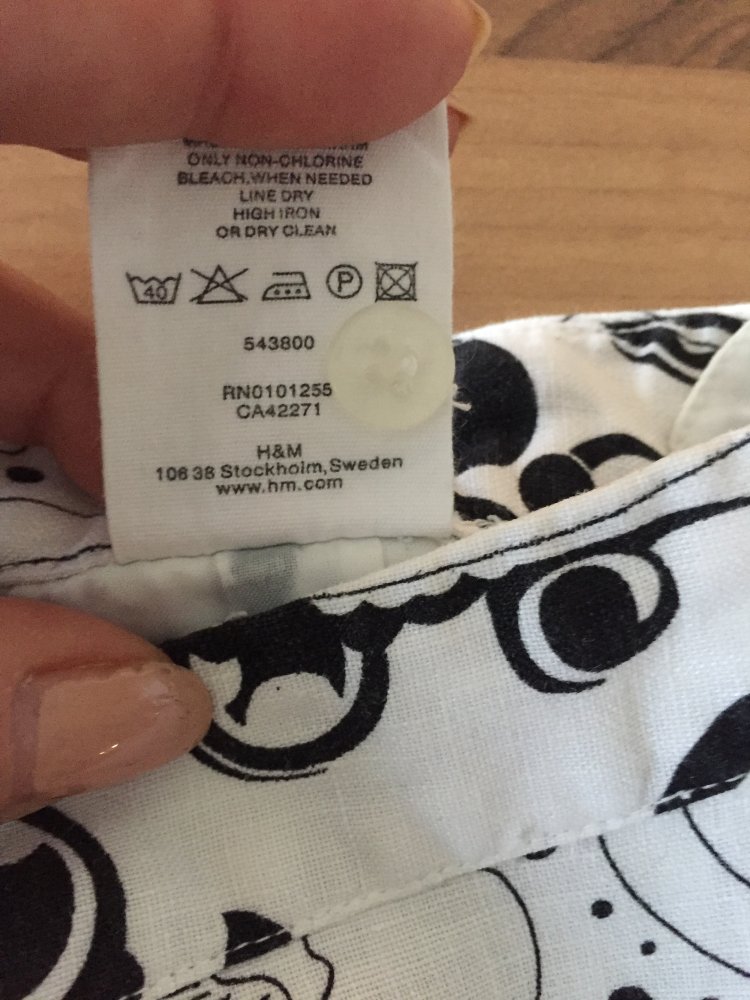 ONLY NON-CHLORINE
BLEACH.WHEN NEEDED
LINE DRY
HIGH IRON
OR DRY CLEAN
40 P
543800
RN0101255
CA42271
H&M
106 38 Stockholm,Sweden
www.hm.com